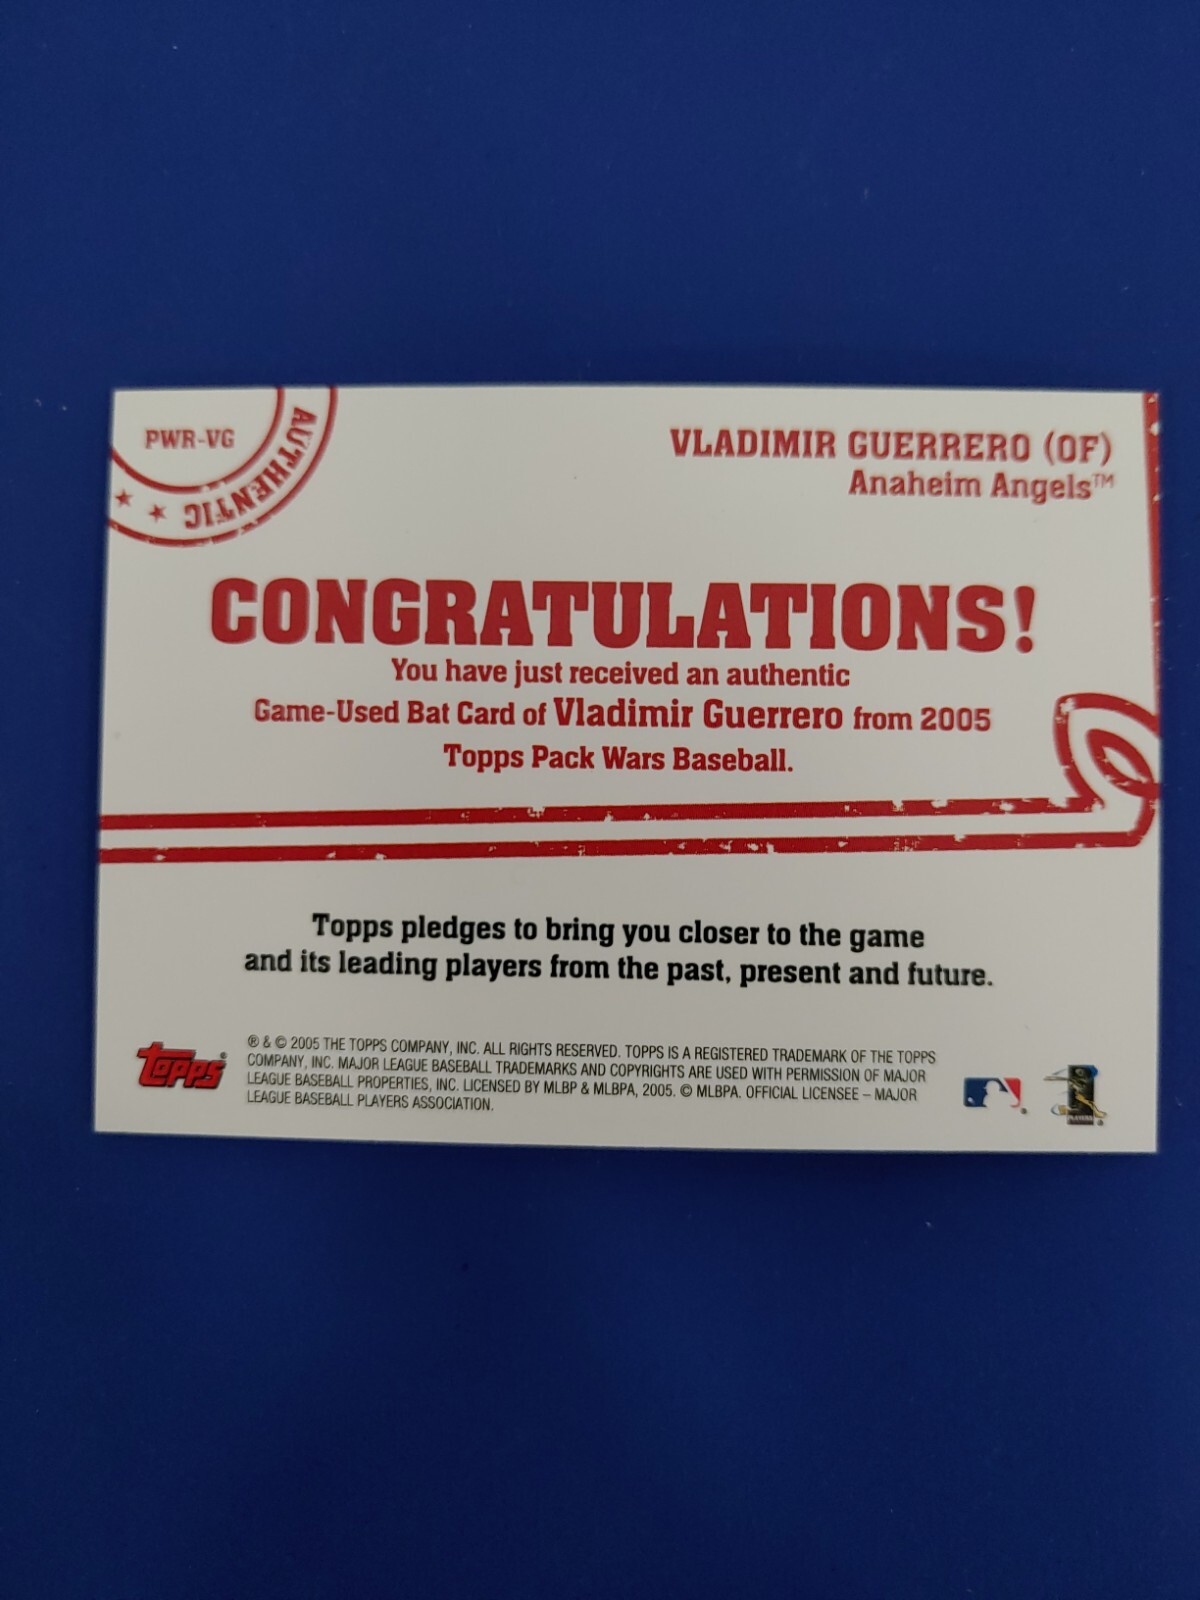 PWR-VG
AUTHENTIC
VLADIMIR GUERRERO (OF)
Anaheim Angels™
CONGRATULATIONS!
You have just received an authentic
Game-Used Bat Card of Vladimir Guerrero from 2005
Topps Pack Wars Baseball.
Topps pledges to bring you closer to the game
and its leading players from the past, present and future.
topps®
® & © 2005 THE TOPPS COMPANY, INC. ALL RIGHTS RESERVED. TOPPS IS A REGISTERED TRADEMARK OF THE TOPPS
COMPANY, INC. MAJOR LEAGUE BASEBALL TRADEMARKS AND COPYRIGHTS ARE USED WITH PERMISSION OF MAJOR
LEAGUE BASEBALL PROPERTIES, INC. LICENSED BY MLBP & MLBPA, 2005. © MLBPA. OFFICIAL LICENSEE – MAJOR
LEAGUE BASEBALL PLAYERS ASSOCIATION.